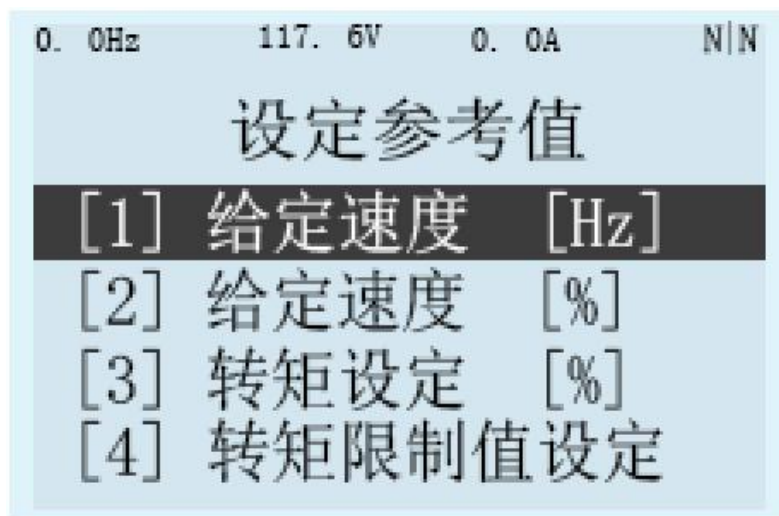 0. 0Hz 117. 6V 0. 0A N|N
设定参考值
[1] 给定速度 [Hz]
[2] 给定速度 [%]
[3] 转矩设定 [%]
[4] 转矩限制值设定